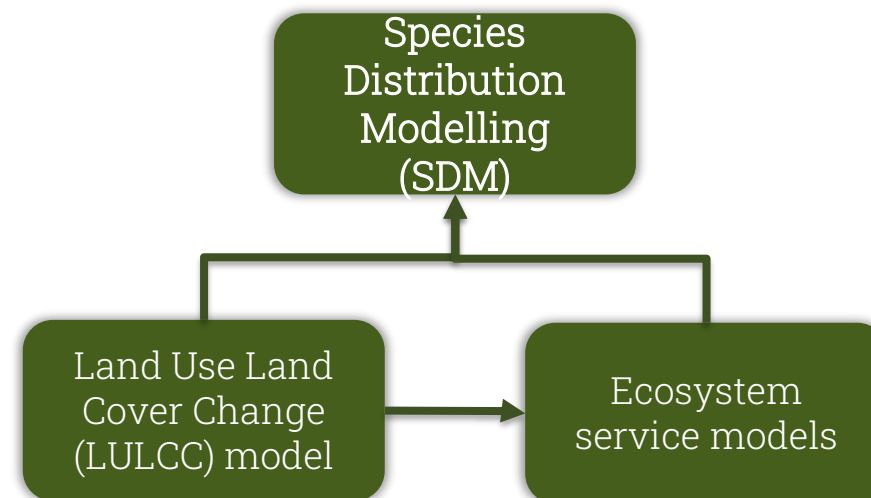 Species
Distribution
Modelling
(SDM)
Land Use Land
Cover Change
(LULCC) model
Ecosystem
service models